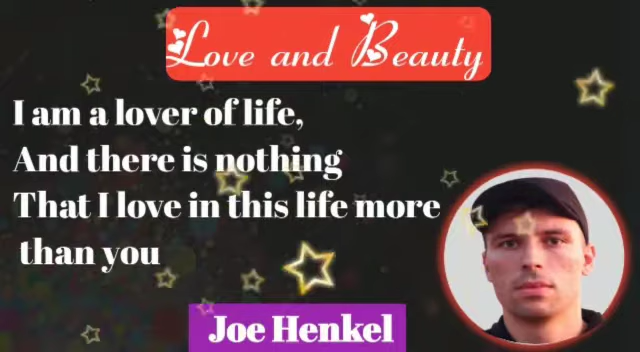 Love and Beauty
I am a lover of life,
And there is nothing
That I love in this life more
than you
Joe Henkel